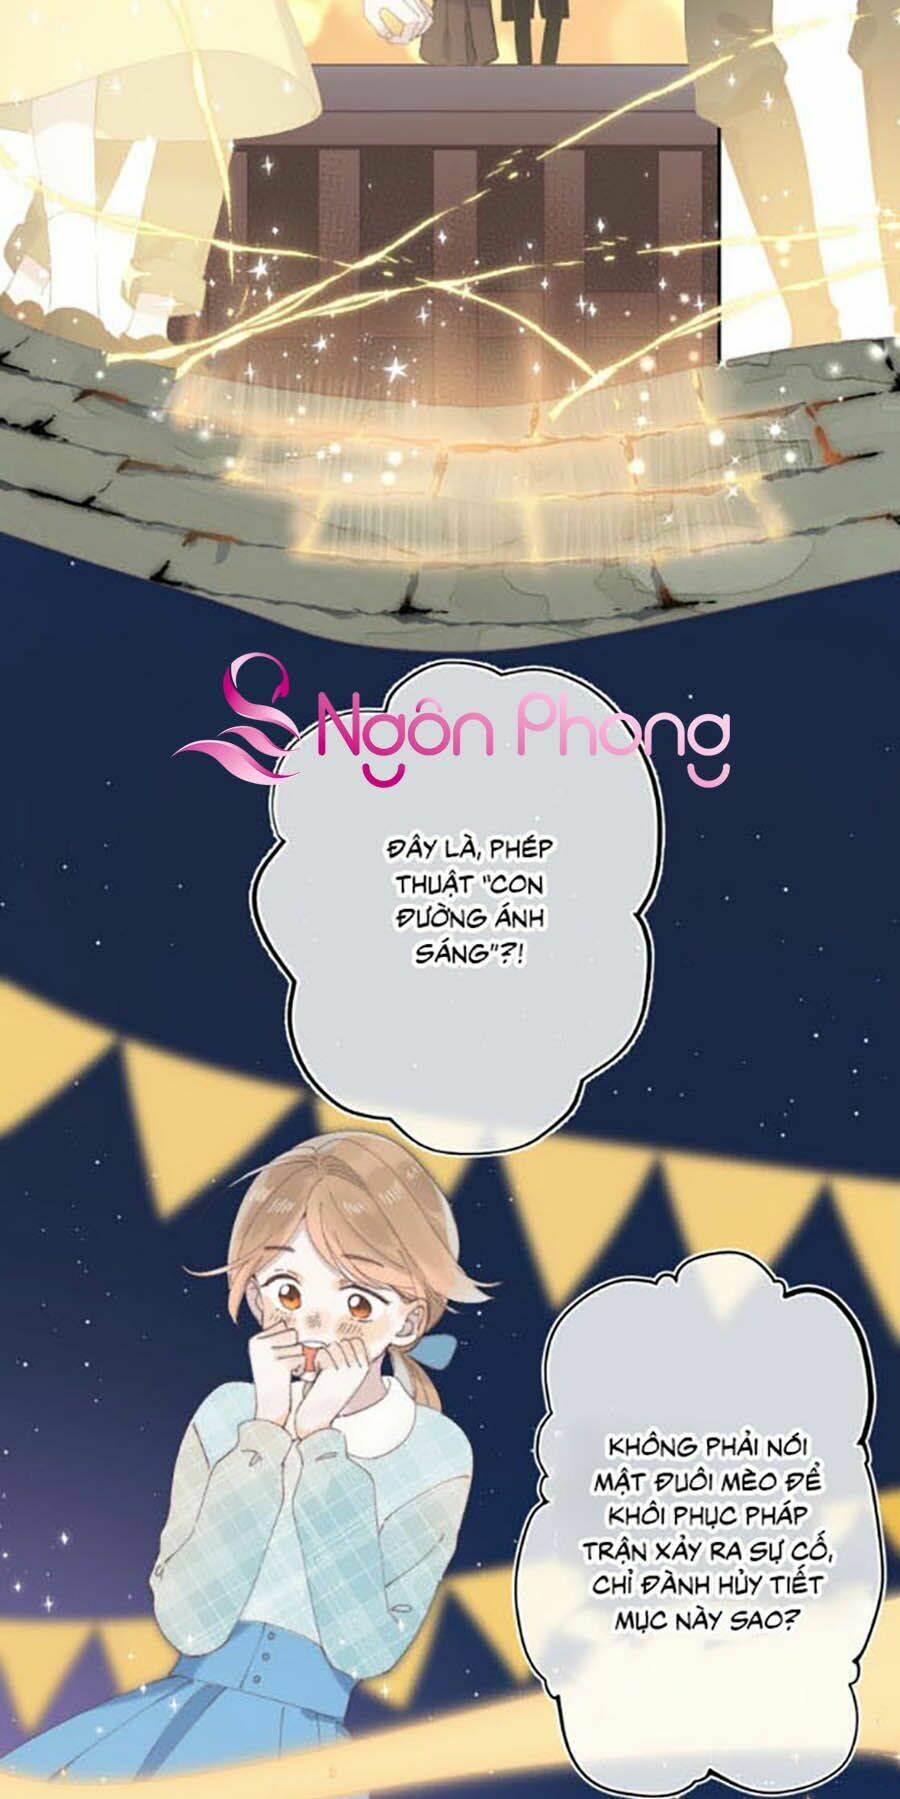 Ngôn Phong
ĐÂY LÀ, PHÉP
THUẬT "CON
ĐƯỜNG ÁNH
SÁNG"?!
KHÔNG PHẢI NÓI
MẬT ĐUÔI MÈO ĐỂ
KHÔI PHỤC PHÁP
TRẬN XẢY RA SỰ CỐ,
CHỈ ĐÀNH HỦY TIẾT
MỤC NÀY SAO?